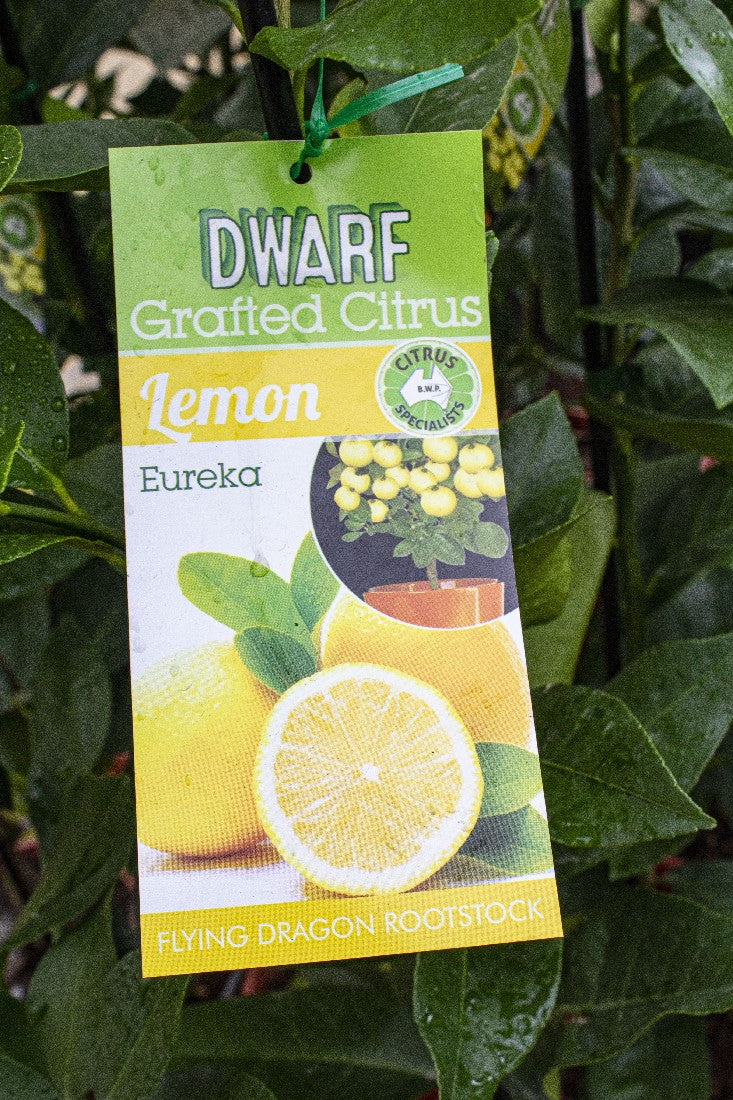 DWARF
Grafted Citrus
Lemon
CITRUS
B.W.P.
SPECIALISTS
Eureka
FLYING DRAGON ROOTSTOCK